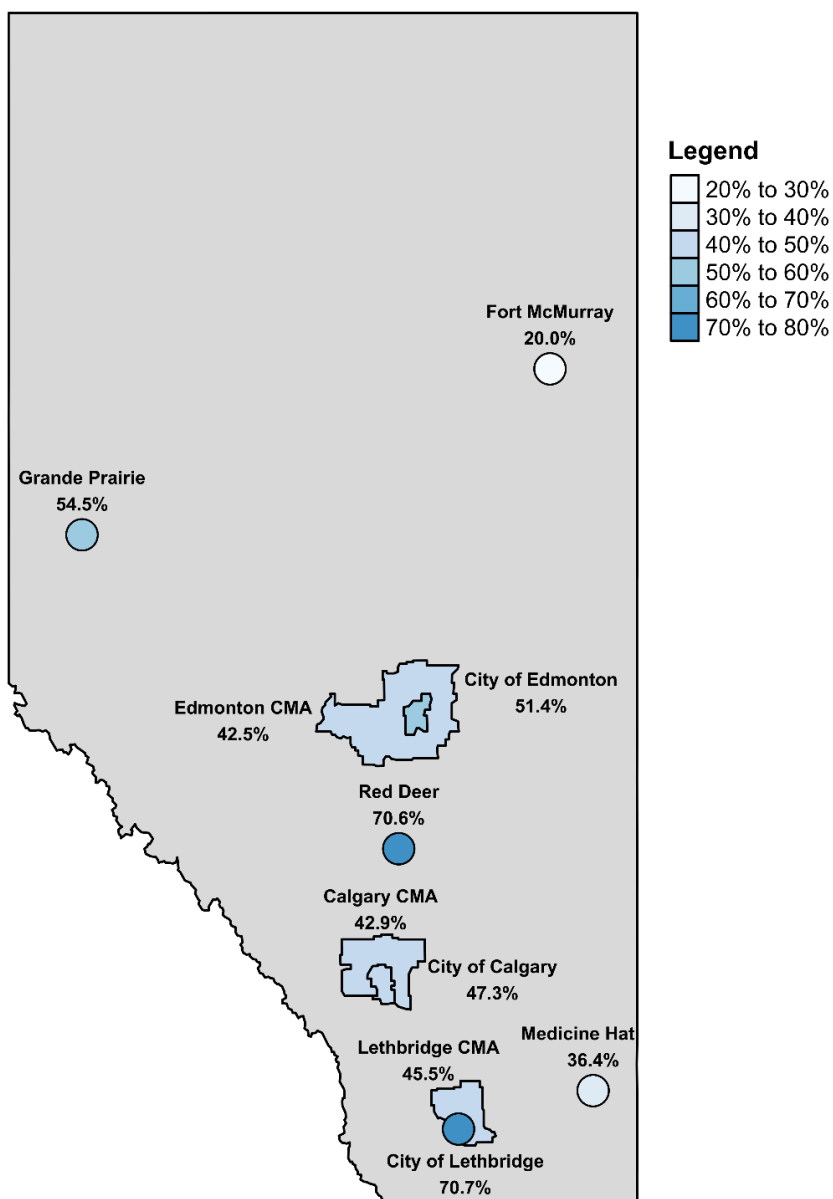 Legend
20% to 30%
30% to 40%
40% to 50%
50% to 60%
60% to 70%
70% to 80%
Fort McMurray
20.0%
Grande Prairie
54.5%
City of Edmonton
51.4%
Edmonton CMA
42.5%
Red Deer
70.6%
Calgary CMA
42.9%
City of Calgary
47.3%
Medicine Hat
36.4%
Lethbridge CMA
45.5%
City of Lethbridge
70.7%